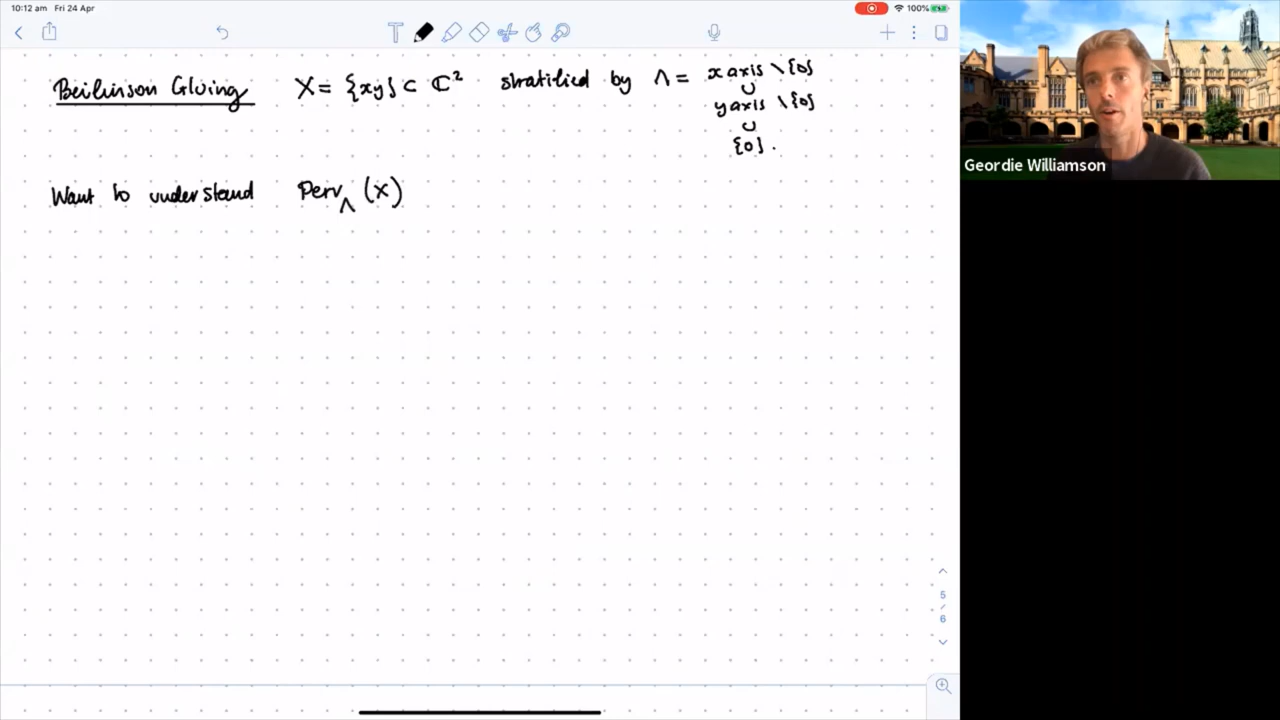 10:12 am Fri 24 Apr
100%
Beilinson Gluing X = {xy} ⊂ ℂ² stratified by Λ = x axis \ {0}
∪
y axis \ {0}
∪
{0}.
Want to understand Perv_Λ (X)
Geordie Williamson
5
/
6